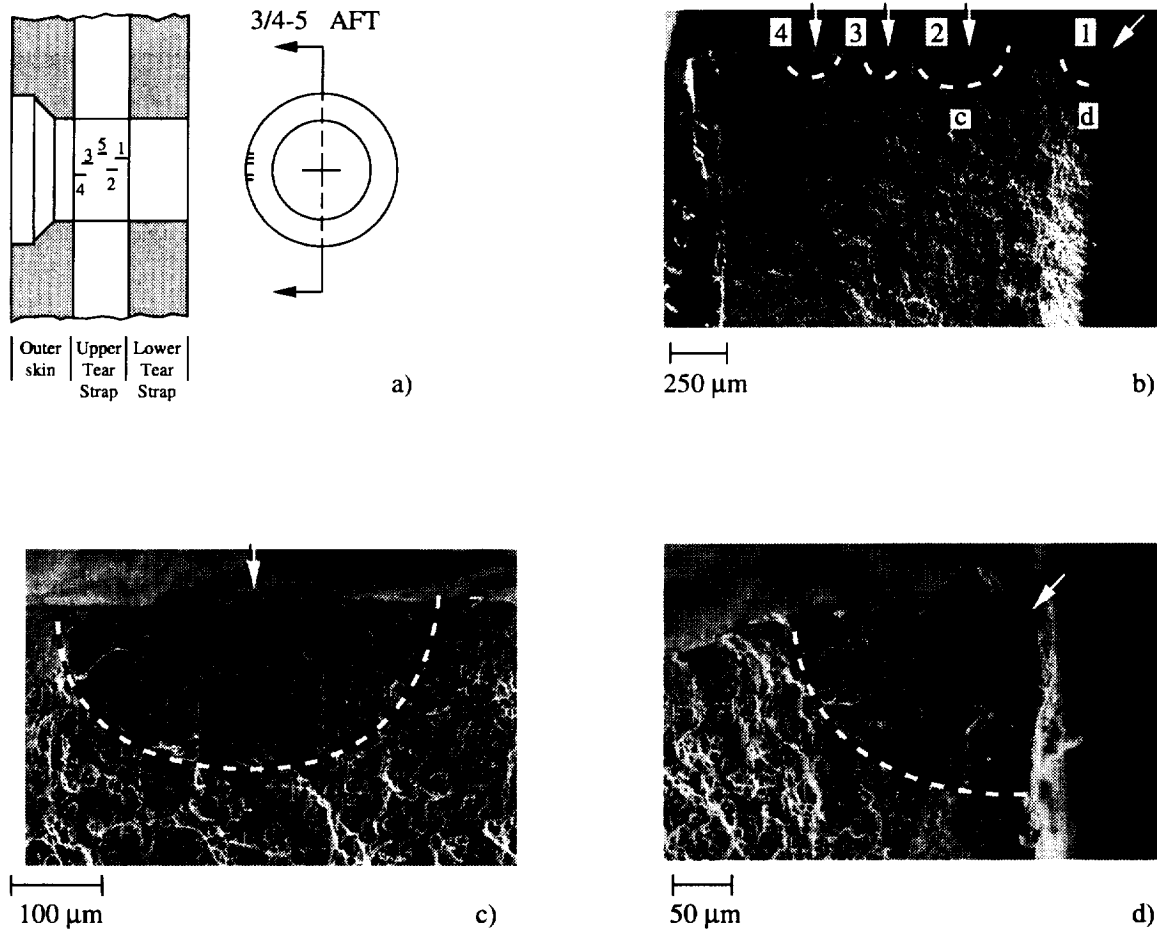 3/4-5 AFT
3 5 1
4 2
Outer skin
Upper Tear Strap
Lower Tear Strap
a)
4 3 2 1
c d
250 μm
b)
100 μm
c)
50 μm
d)